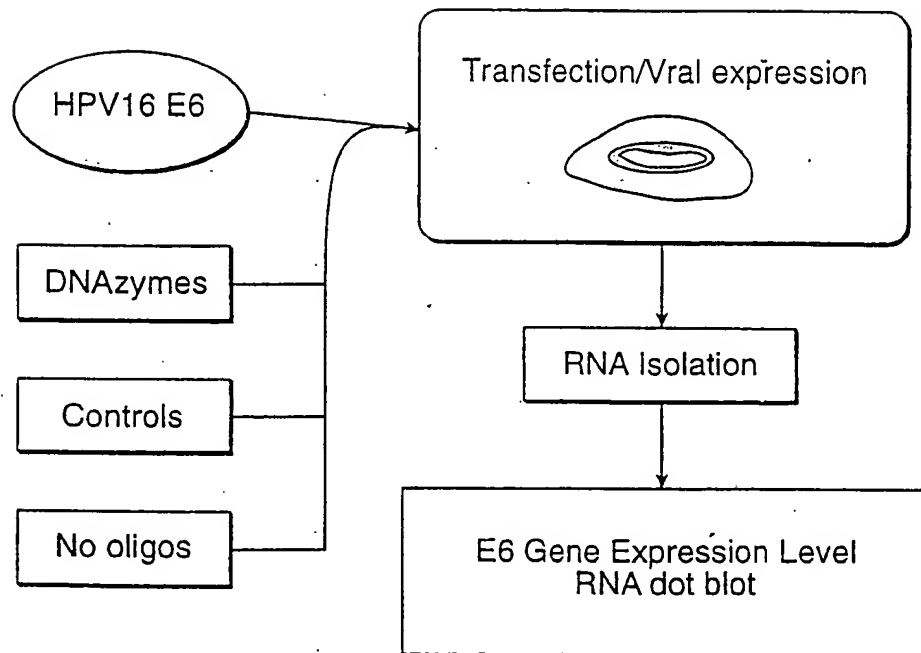 HPV16 E6
Transfection/Vral expression
DNAzymes
Controls
No oligos
RNA Isolation
E6 Gene Expression Level
RNA dot blot